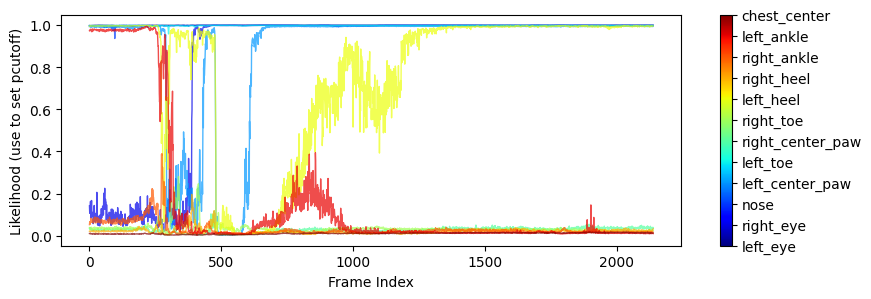 Likelihood (use to set pcutoff)
1.0
0.8
0.6
0.4
0.2
0.0
0
500
1000
1500
2000
Frame Index
chest_center
left_ankle
right_ankle
right_heel
left_heel
right_toe
right_center_paw
left_toe
left_center_paw
nose
right_eye
left_eye